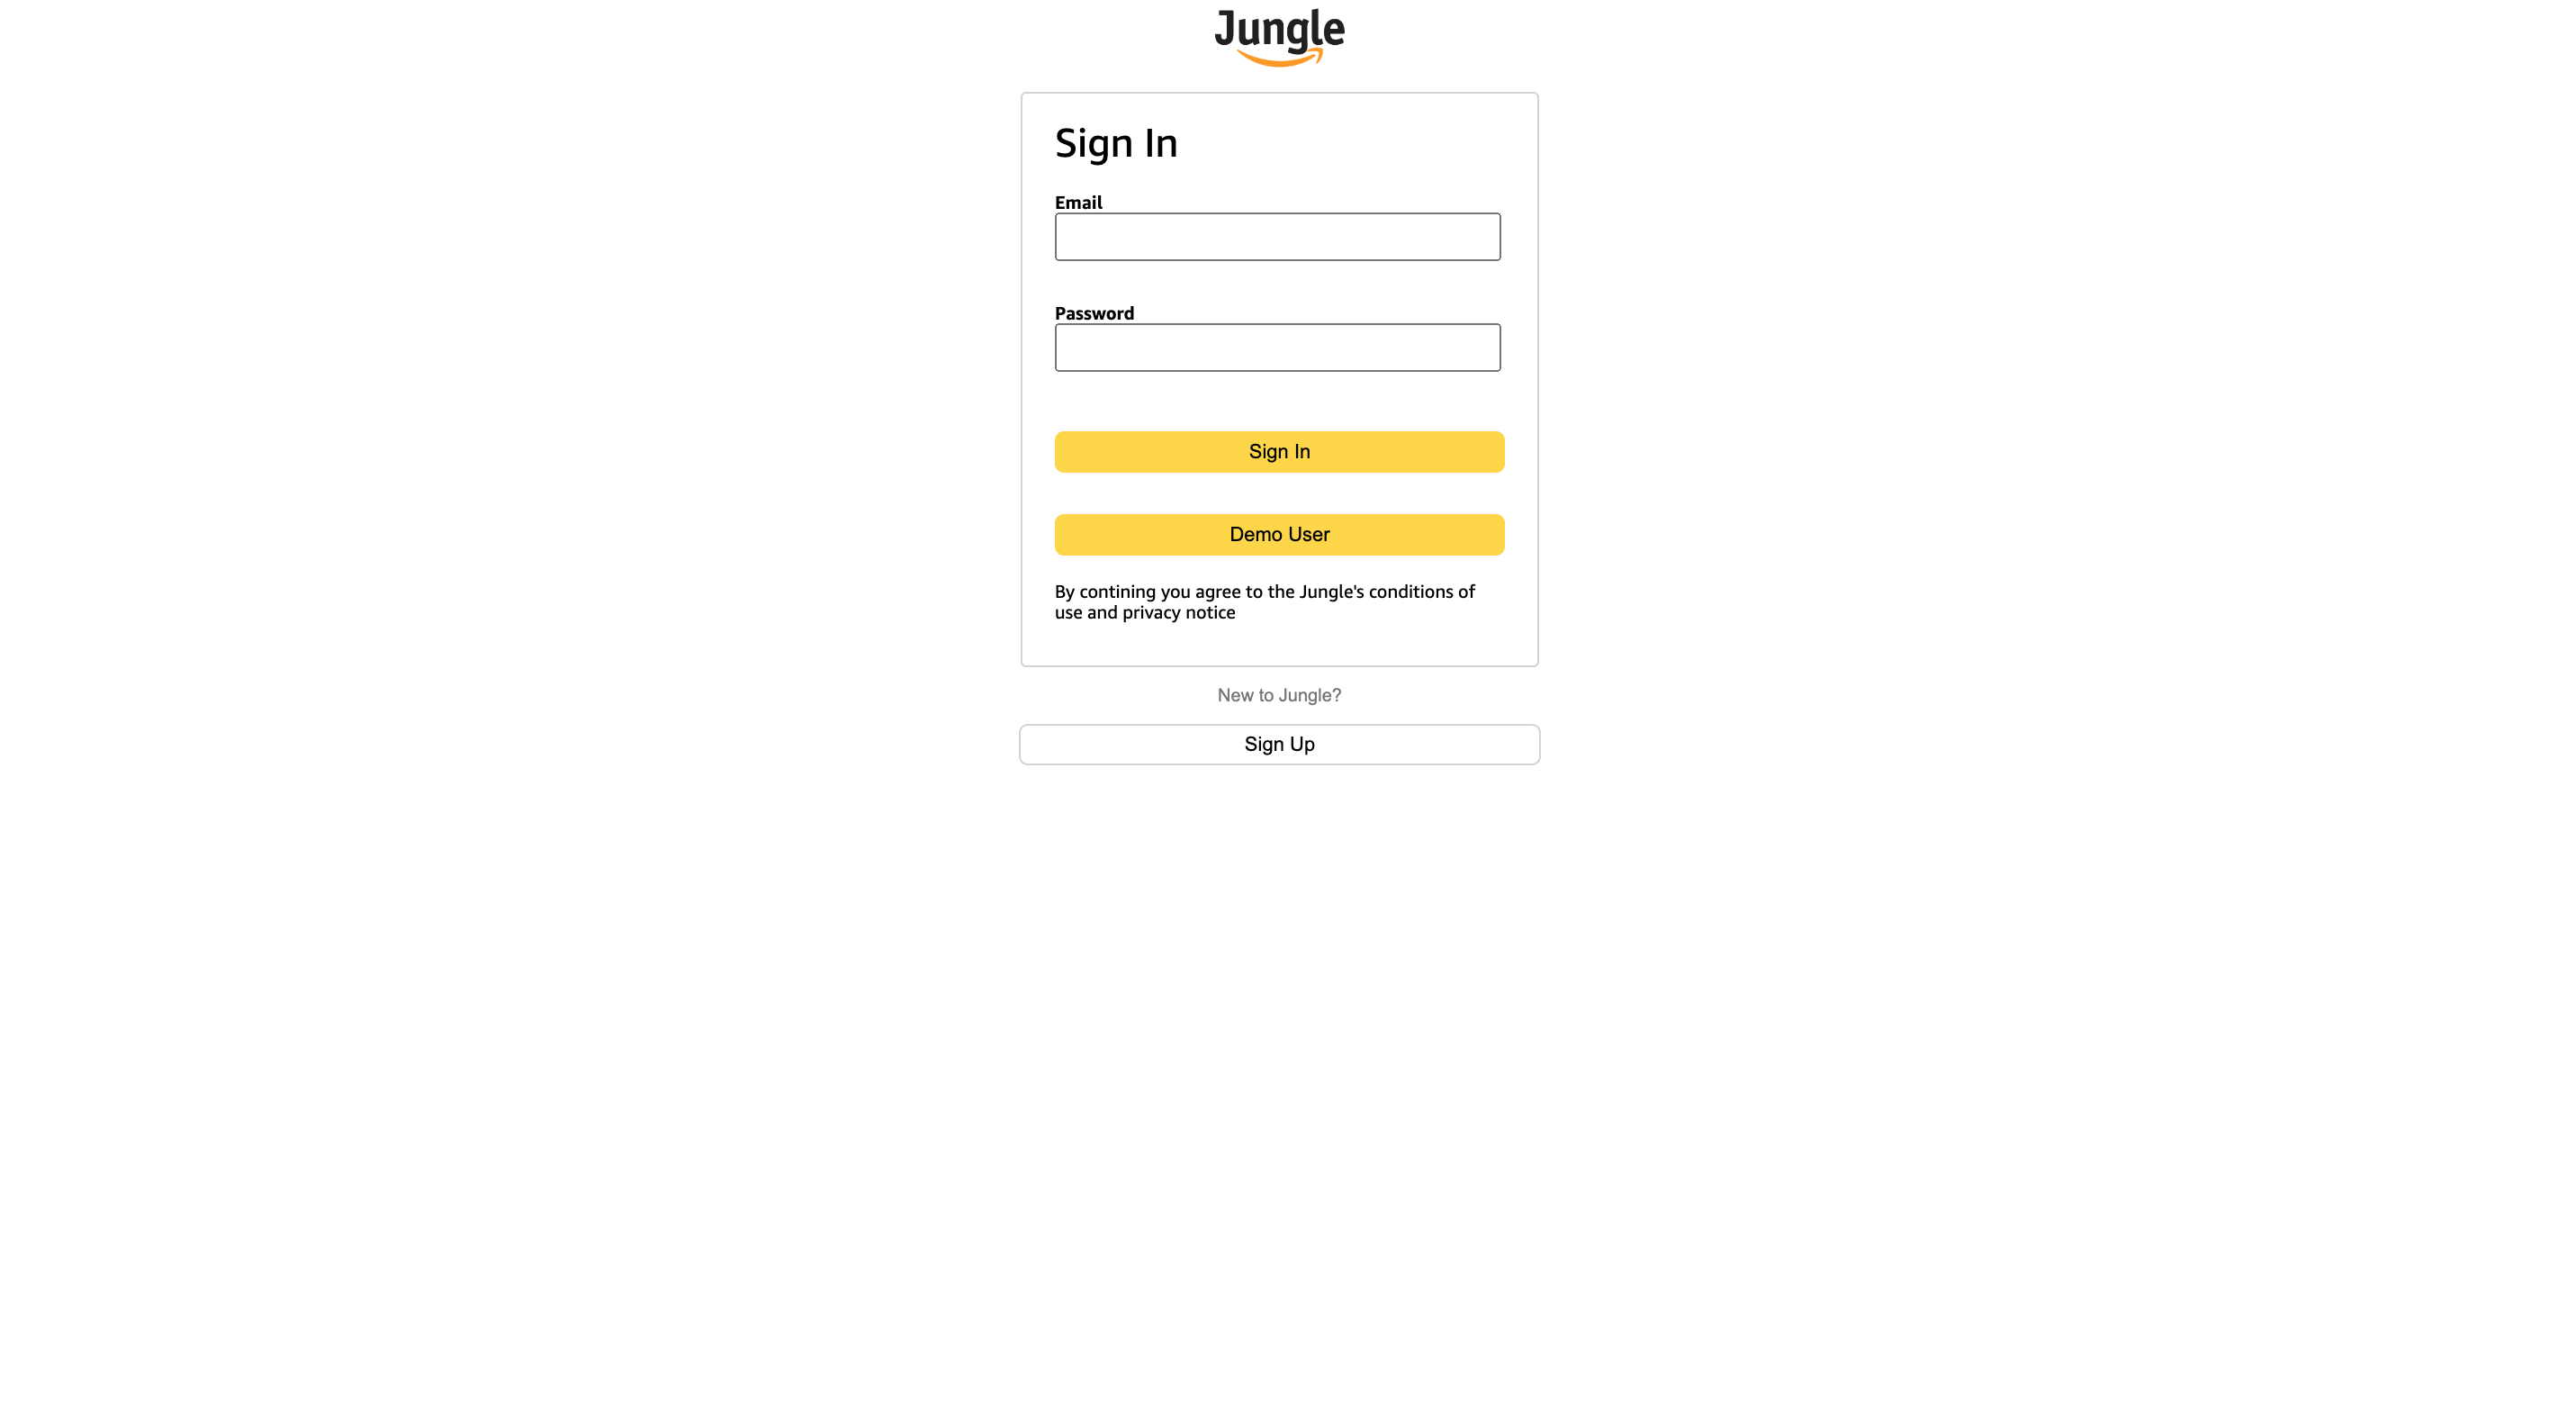 Jungle
Sign In
Email
Password
Sign In
Demo User
By contining you agree to the Jungle's conditions of
use and privacy notice
New to Jungle?
Sign Up